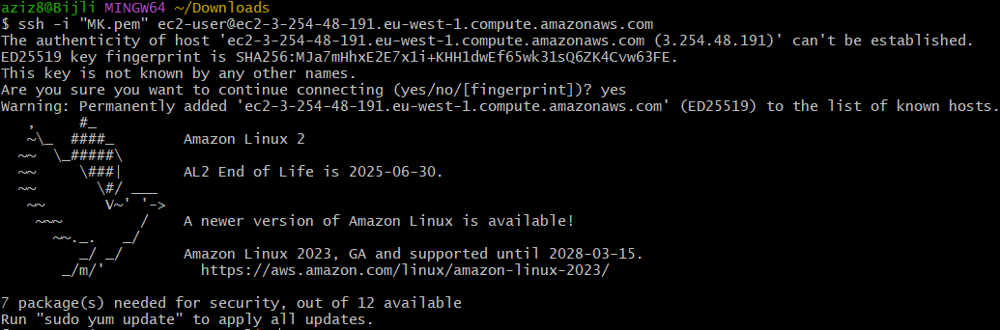 aziz8@Bijli MINGW64 ~/Downloads
$ ssh -i "MK.pem" ec2-user@ec2-3-254-48-191.eu-west-1.compute.amazonaws.com
The authenticity of host 'ec2-3-254-48-191.eu-west-1.compute.amazonaws.com (3.254.48.191)' can't be established.
ED25519 key fingerprint is SHA256:MJa7mHhxE2E7x1i+KHH1dwEf65wk31sQ6ZK4Cvw63FE.
This key is not known by any other names.
Are you sure you want to continue connecting (yes/no/[fingerprint])? yes
Warning: Permanently added 'ec2-3-254-48-191.eu-west-1.compute.amazonaws.com' (ED25519) to the list of known hosts.
   ,     #_
   ~\_  ####_        Amazon Linux 2
  ~~  \_#####\
  ~~     \###|       AL2 End of Life is 2025-06-30.
  ~~       \#/ ___
   ~~       V~' '->
    ~~~         /    A newer version of Amazon Linux is available!
      ~~._.   _/
         _/ _/       Amazon Linux 2023, GA and supported until 2028-03-15.
       _/m/'           https://aws.amazon.com/linux/amazon-linux-2023/
7 package(s) needed for security, out of 12 available
Run "sudo yum update" to apply all updates.